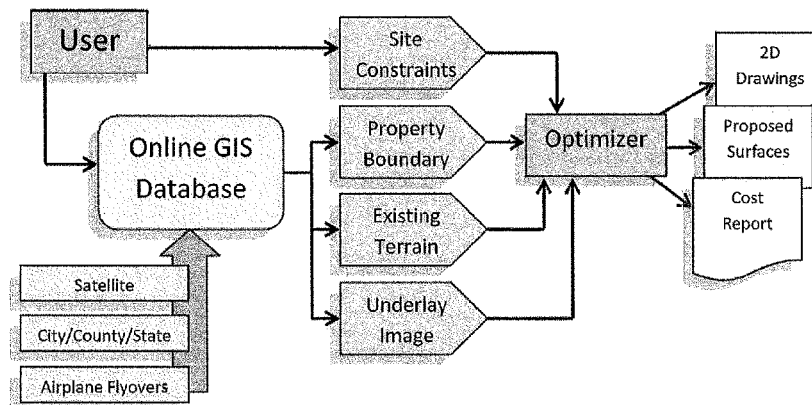 User
Site
Constraints
2D
Drawings
Online GIS
Database
Property
Boundary
Optimizer
Proposed
Surfaces
Existing
Terrain
Cost
Report
Satellite
Underlay
Image
City/County/State
Airplane Flyovers